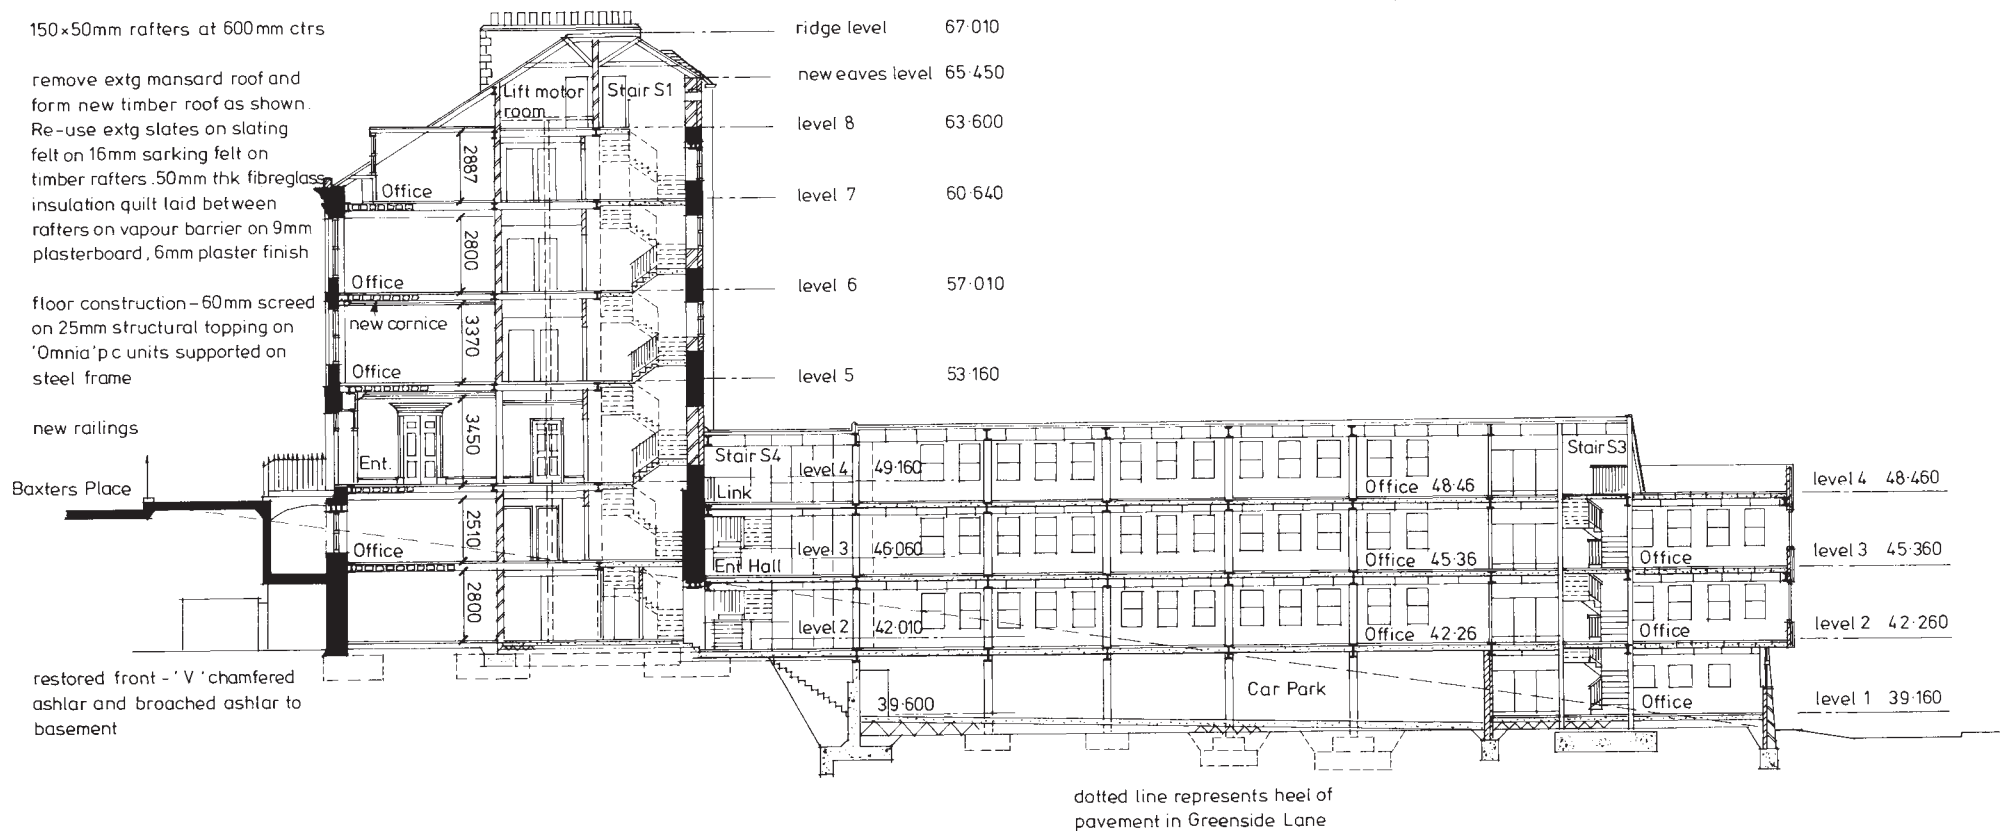 150×50mm rafters at 600mm ctrs
remove extg mansard roof and
form new timber roof as shown.
Re-use extg slates on slating
felt on 16mm sarking felt on
timber rafters. 50mm thk fibreglass
insulation quilt laid between
rafters on vapour barrier on 9mm
plasterboard, 6mm plaster finish
floor construction - 60mm screed
on 25mm structural topping on
'Omnia' pc units supported on
steel frame
new railings
Baxters Place
restored front - 'V' chamfered
ashlar and broached ashlar to
basement
Lift motor
room
Stair S1
2887
Office
2800
Office
new cornice
3370
Office
3450
Ent.
2510
Office
2800
ridge level 67·010
new eaves level 65·450
level 8 63·600
level 7 60·640
level 6 57·010
level 5 53·160
Stair S4
level 4 49·160
Link
Office 48·46
Stair S3
level 3 46·060
Ent Hall
Office 45·36
Office
level 2 42·010
Office 42·26
Office
39·600
Car Park
Office
level 4 48·460
level 3 45·360
level 2 42·260
level 1 39·160
dotted line represents heel of
pavement in Greenside Lane